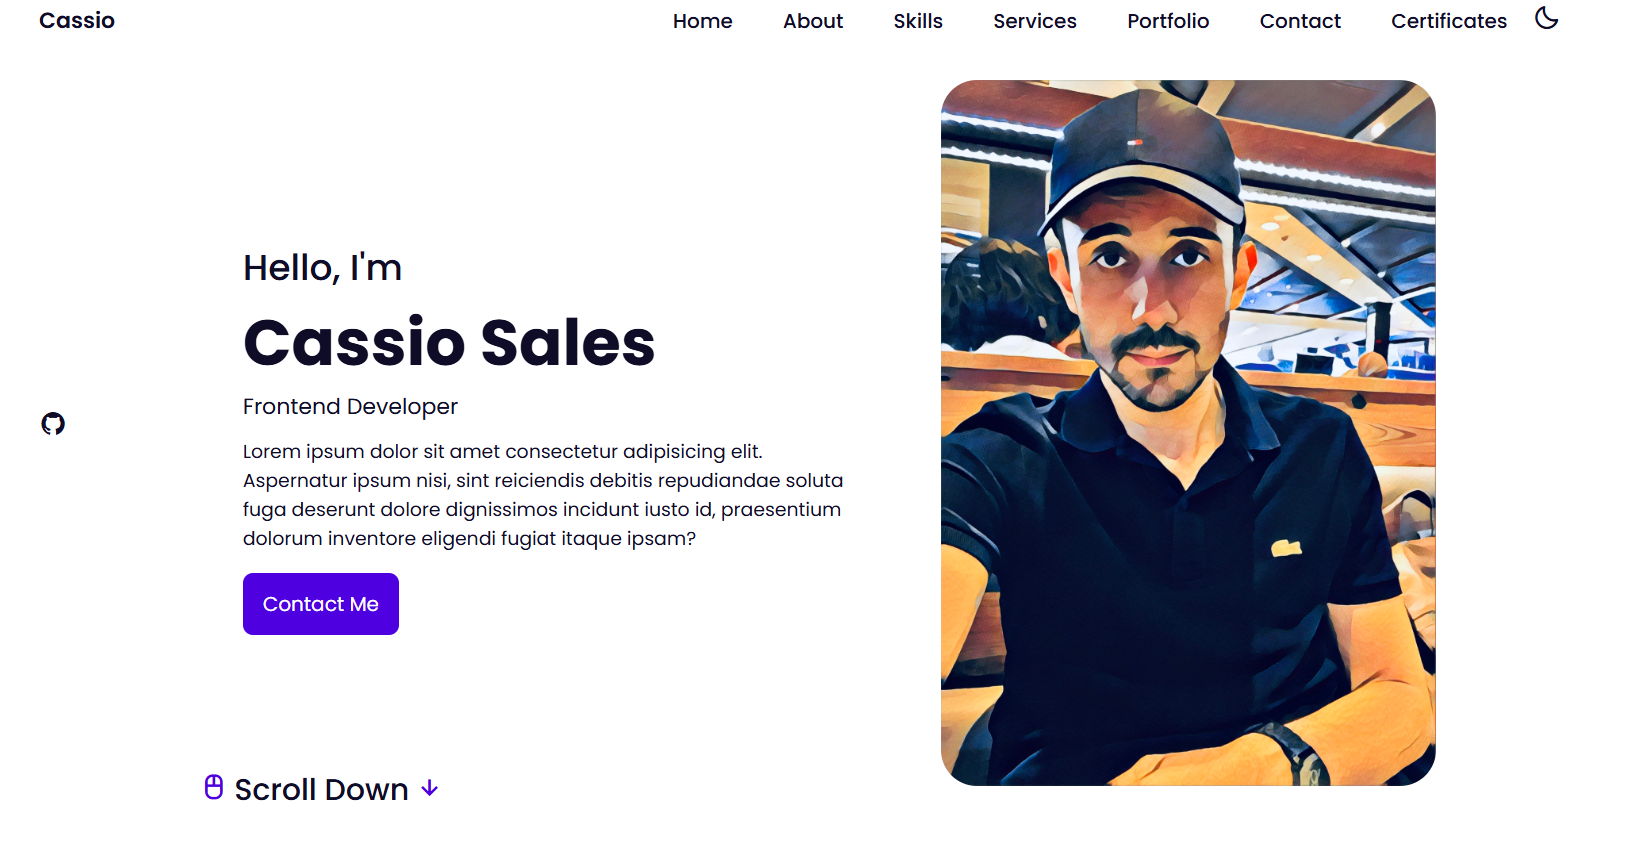 Cassio
Home About Skills Services Portfolio Contact Certificates
Hello, I'm
Cassio Sales
Frontend Developer
Lorem ipsum dolor sit amet consectetur adipisicing elit.
Aspernatur ipsum nisi, sint reiciendis debitis repudiandae soluta
fuga deserunt dolore dignissimos incidunt iusto id, praesentium
dolorum inventore eligendi fugiat itaque ipsam?
Contact Me
Scroll Down